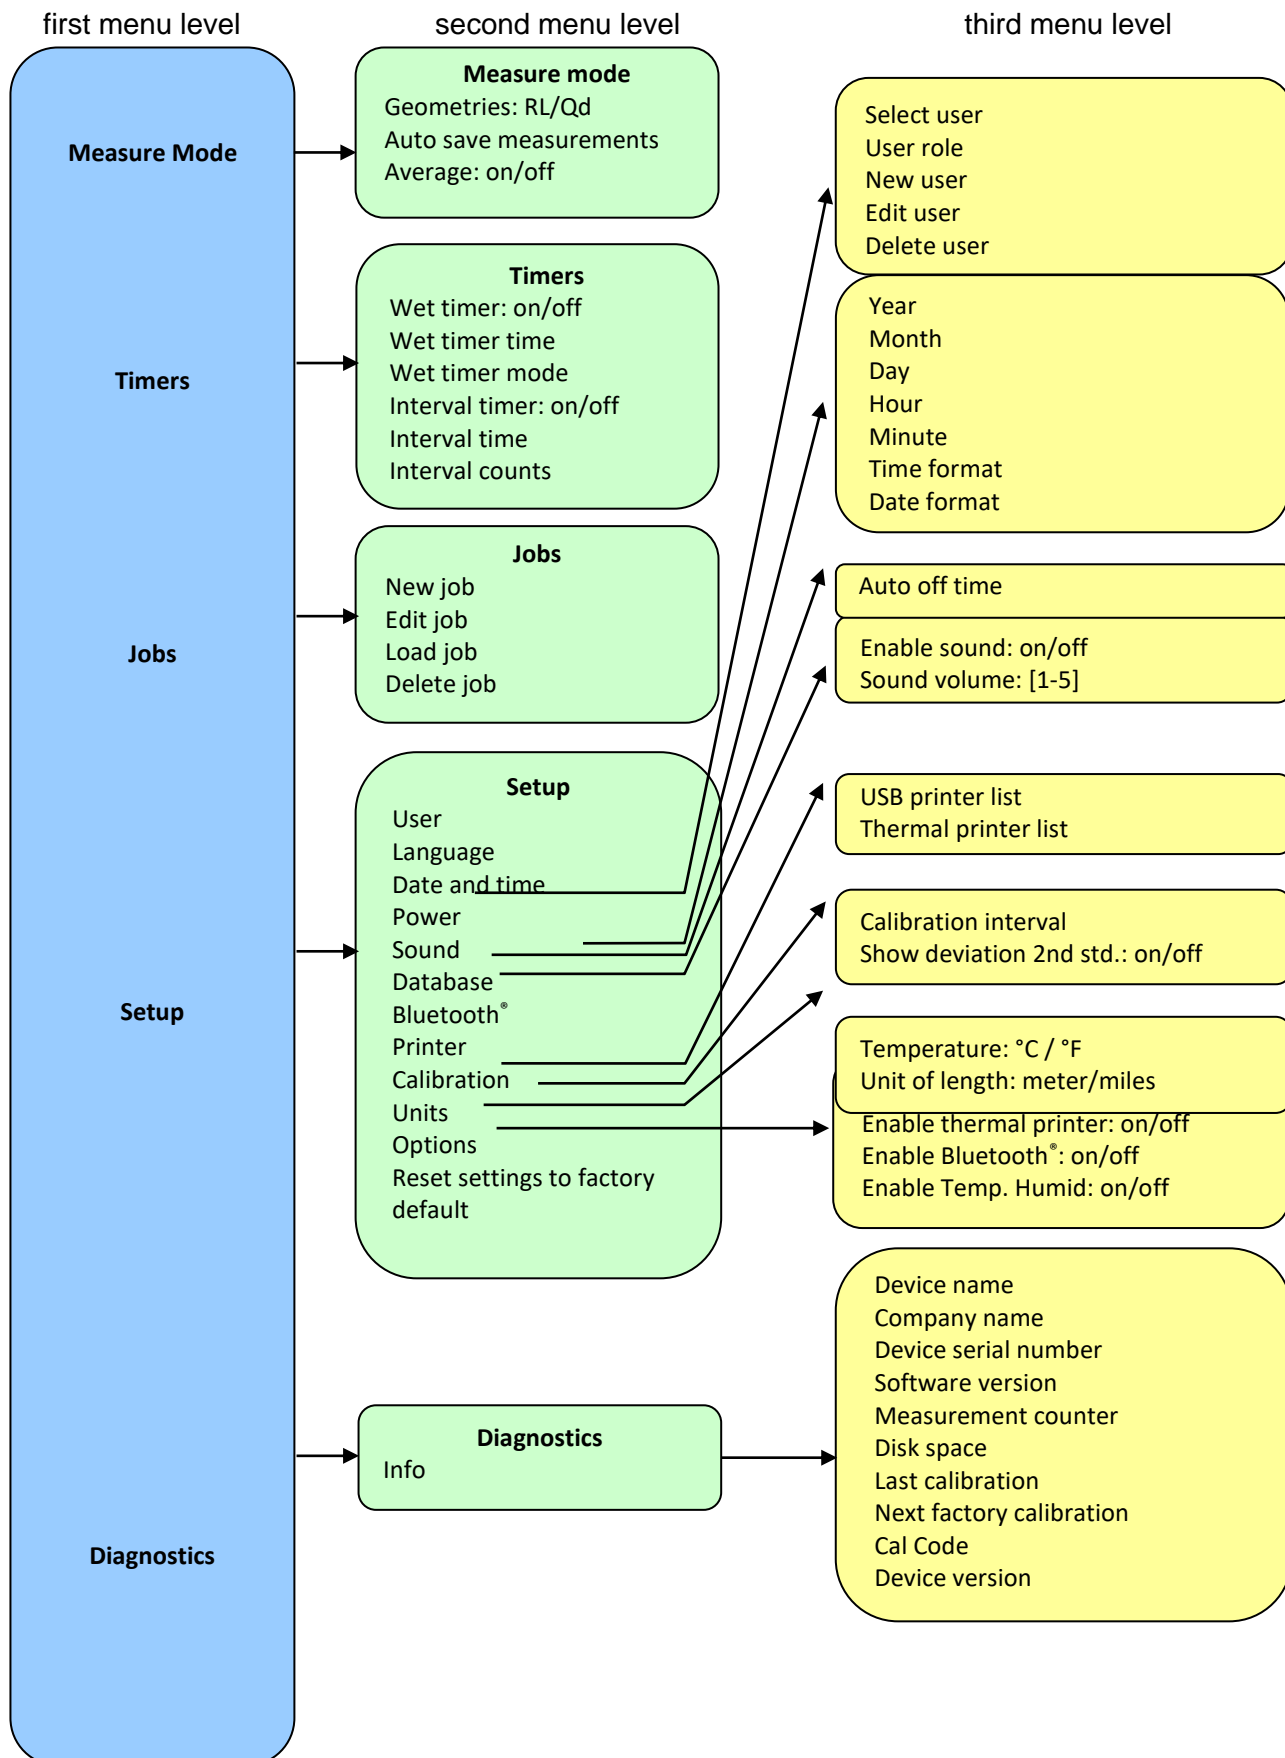 first menu level
second menu level
third menu level
Measure Mode
Timers
Jobs
Setup
Diagnostics
Measure mode
Geometries: RL/Qd
Auto save measurements
Average: on/off
Timers
Wet timer: on/off
Wet timer time
Wet timer mode
Interval timer: on/off
Interval time
Interval counts
Jobs
New job
Edit job
Load job
Delete job
Setup
User
Language
Date and time
Power
Sound
Database
Bluetooth®
Printer
Calibration
Units
Options
Reset settings to factory
default
Diagnostics
Info
Select user
User role
New user
Edit user
Delete user
Year
Month
Day
Hour
Minute
Time format
Date format
Auto off time
Enable sound: on/off
Sound volume: [1-5]
USB printer list
Thermal printer list
Calibration interval
Show deviation 2nd std.: on/off
Temperature: °C / °F
Unit of length: meter/miles
Enable thermal printer: on/off
Enable Bluetooth®: on/off
Enable Temp. Humid: on/off
Device name
Company name
Device serial number
Software version
Measurement counter
Disk space
Last calibration
Next factory calibration
Cal Code
Device version